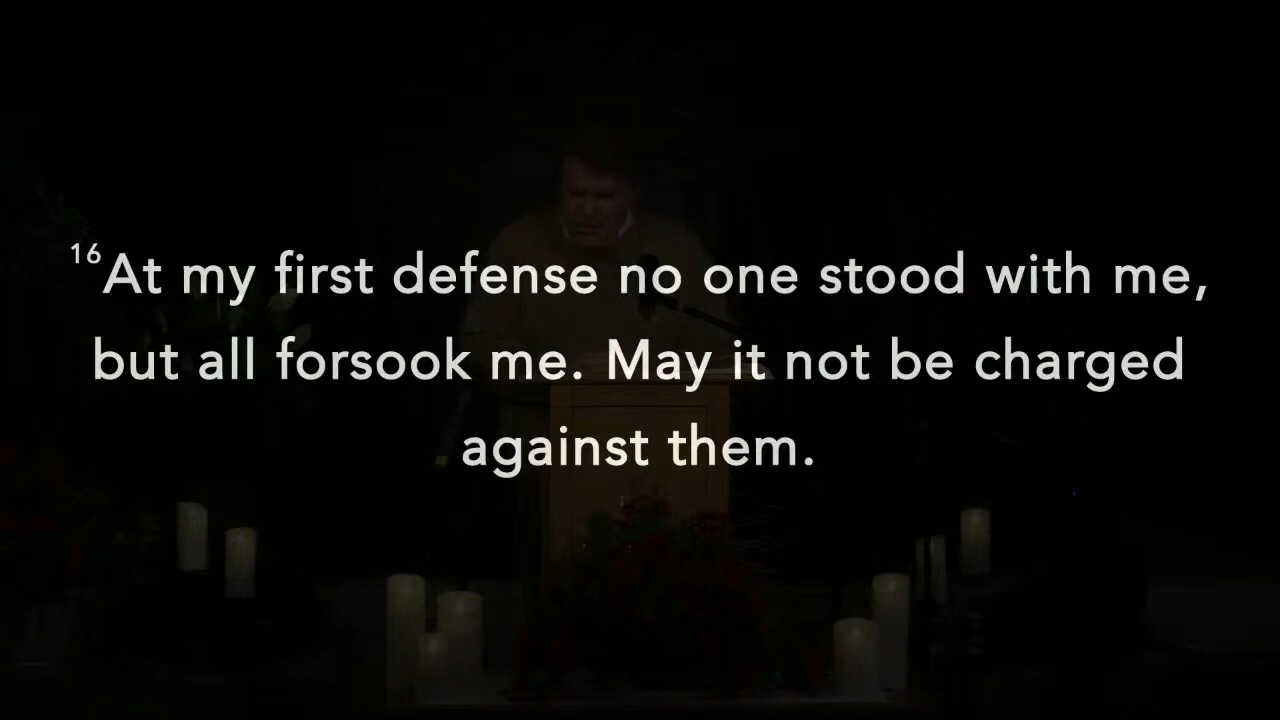 16At my first defense no one stood with me,
but all forsook me. May it not be charged
against them.